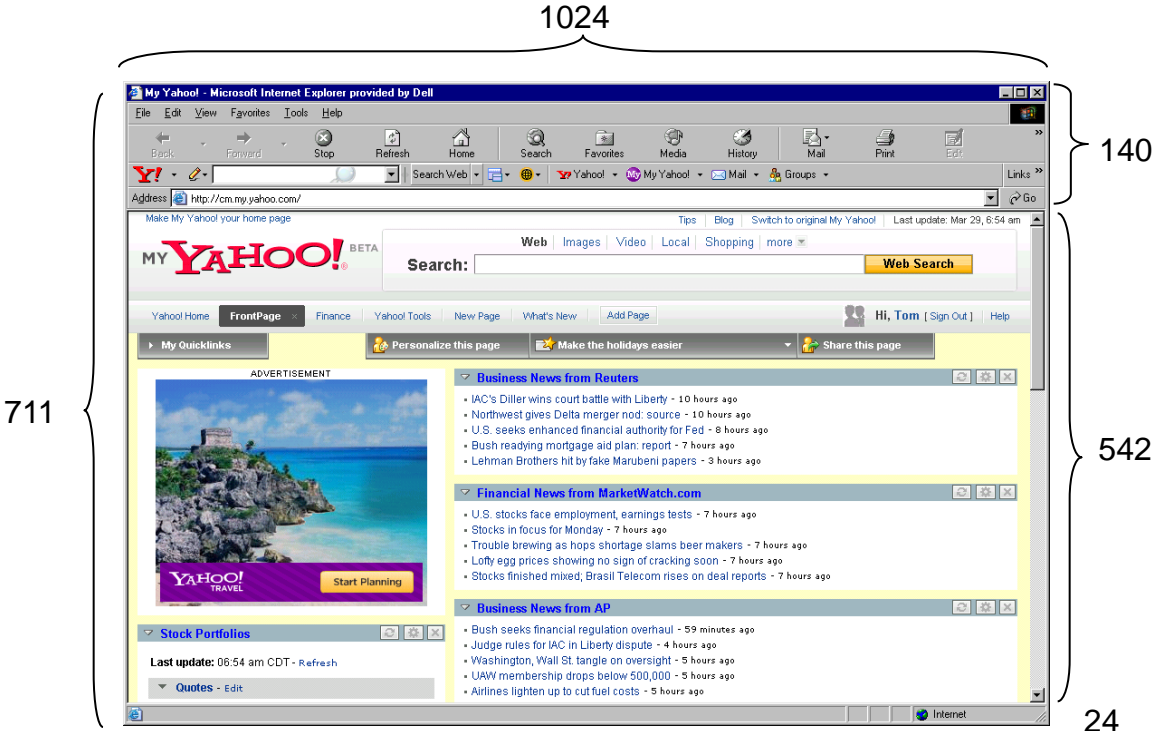 1024
My Yahoo! - Microsoft Internet Explorer provided by Dell
File Edit View Favorites Tools Help
Back Forward Stop Refresh Home Search Favorites Media History Mail Print Edit »
140
Y! Search Web Yahoo! My Yahoo! Mail Groups Links »
Address http://cm.my.yahoo.com/ Go
Make My Yahoo! your home page Tips | Blog | Switch to original My Yahoo! | Last update: Mar 29, 6:54 am
MY YAHOO! ® BETA
Web | Images | Video | Local | Shopping | more
Search: Web Search
Yahoo! Home FrontPage × Finance | Yahoo! Tools | New Page | What's New | Add Page Hi, Tom [ Sign Out ] | Help
My Quicklinks Personalize this page Make the holidays easier Share this page
ADVERTISEMENT
YAHOO!
TRAVEL
Start Planning
711
Business News from Reuters
IAC's Diller wins court battle with Liberty - 10 hours ago
Northwest gives Delta merger nod: source - 10 hours ago
U.S. seeks enhanced financial authority for Fed - 8 hours ago
Bush readying mortgage aid plan: report - 7 hours ago
Lehman Brothers hit by fake Marubeni papers - 3 hours ago
542
Financial News from MarketWatch.com
U.S. stocks face employment, earnings tests - 7 hours ago
Stocks in focus for Monday - 7 hours ago
Trouble brewing as hops shortage slams beer makers - 7 hours ago
Lofty egg prices showing no sign of cracking soon - 7 hours ago
Stocks finished mixed; Brasil Telecom rises on deal reports - 7 hours ago
Business News from AP
Bush seeks financial regulation overhaul - 59 minutes ago
Judge rules for IAC in Liberty dispute - 4 hours ago
Washington, Wall St. tangle on oversight - 5 hours ago
UAW membership drops below 500,000 - 5 hours ago
Airlines lighten up to cut fuel costs - 5 hours ago
Stock Portfolios
Last update: 06:54 am CDT - Refresh
Quotes - Edit
Internet
24